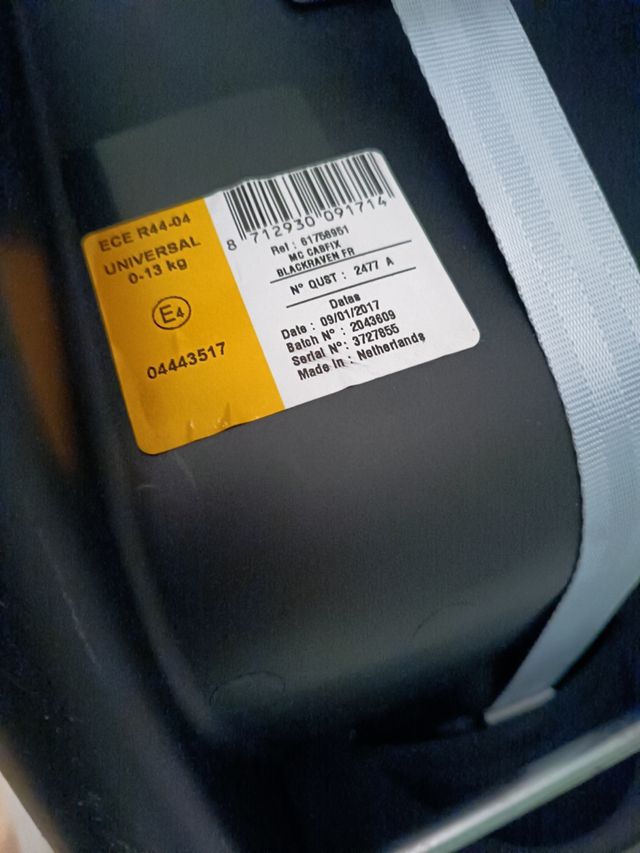 ECE R44-04
UNIVERSAL
0-13 kg
E4
04443517
8 712930 091714
Ref : 61756951
MC CABFIX
BLACKRAVEN FR
N° QUST : 2477 A
Datas
Date : 09/01/2017
Batch N° : 2043609
Serial N° : 3727855
Made In : Netherlands